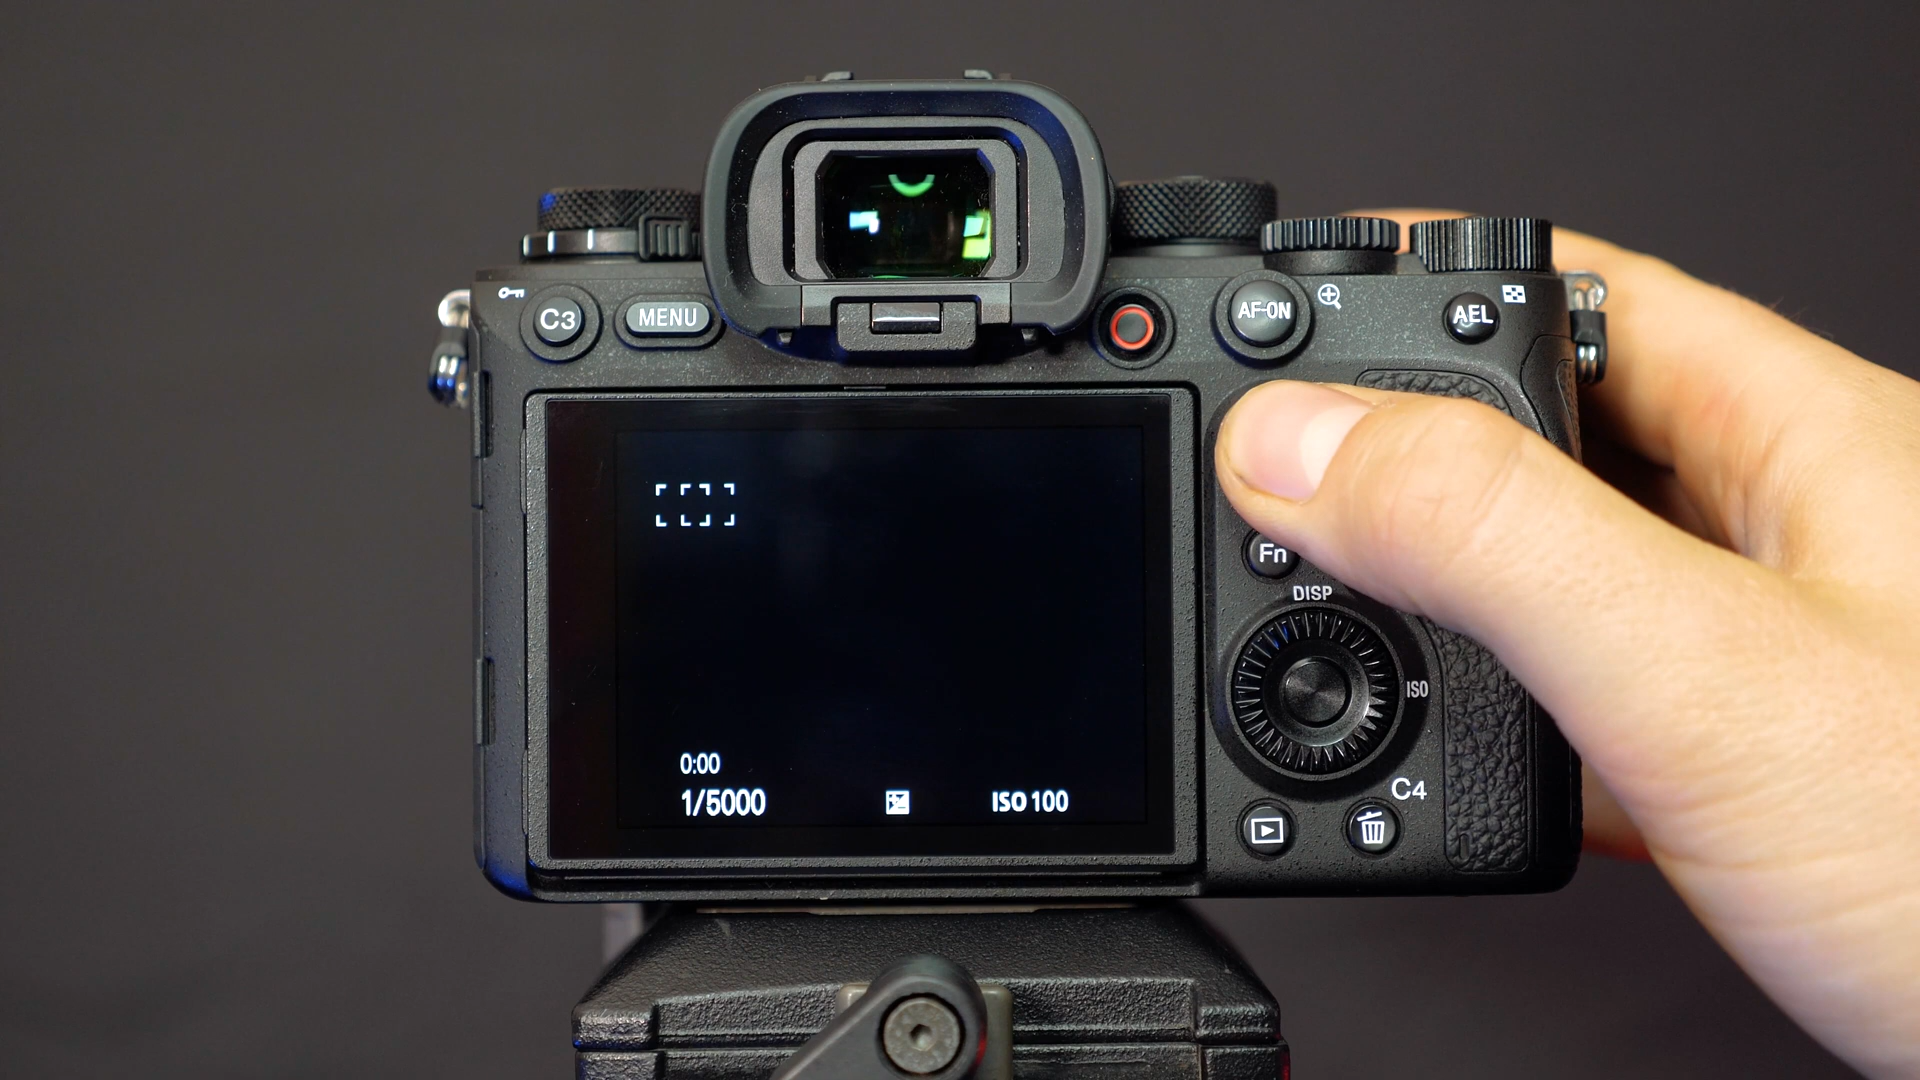 C3
MENU
AF-ON
AEL
Fn
DISP
ISO
0:00
1/5000
ISO 100
C4